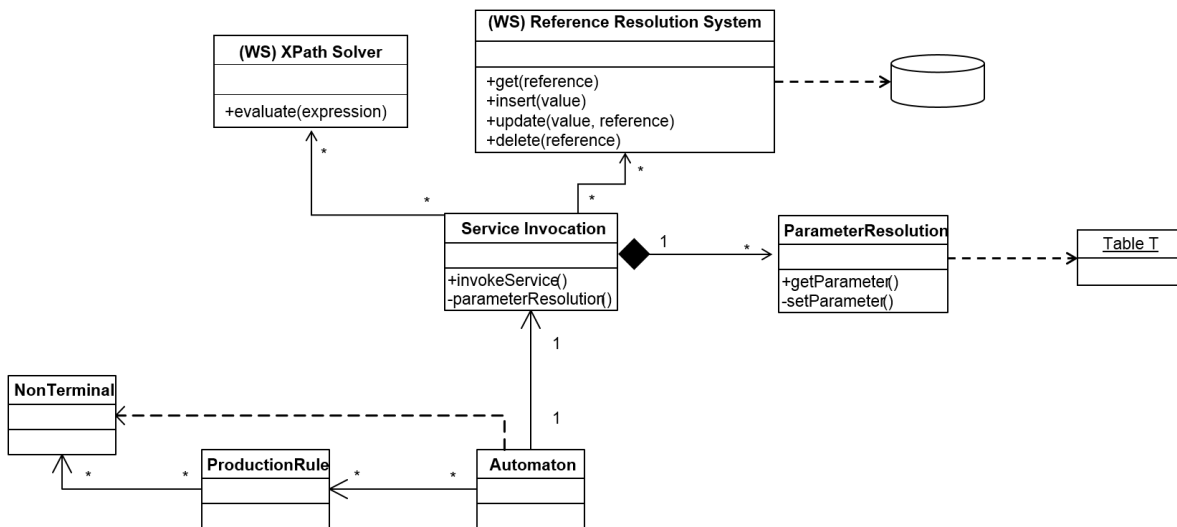 (WS) Reference Resolution System
+get(reference)
+insert(value)
+update(value, reference)
+delete(reference)
(WS) XPath Solver
+evaluate(expression)
*
*
*
*
Service Invocation
+invokeService()
-parameterResolution()
1
*
ParameterResolution
+getParameter()
-setParameter()
Table T
1
1
NonTerminal
*
*
ProductionRule
*
*
Automaton